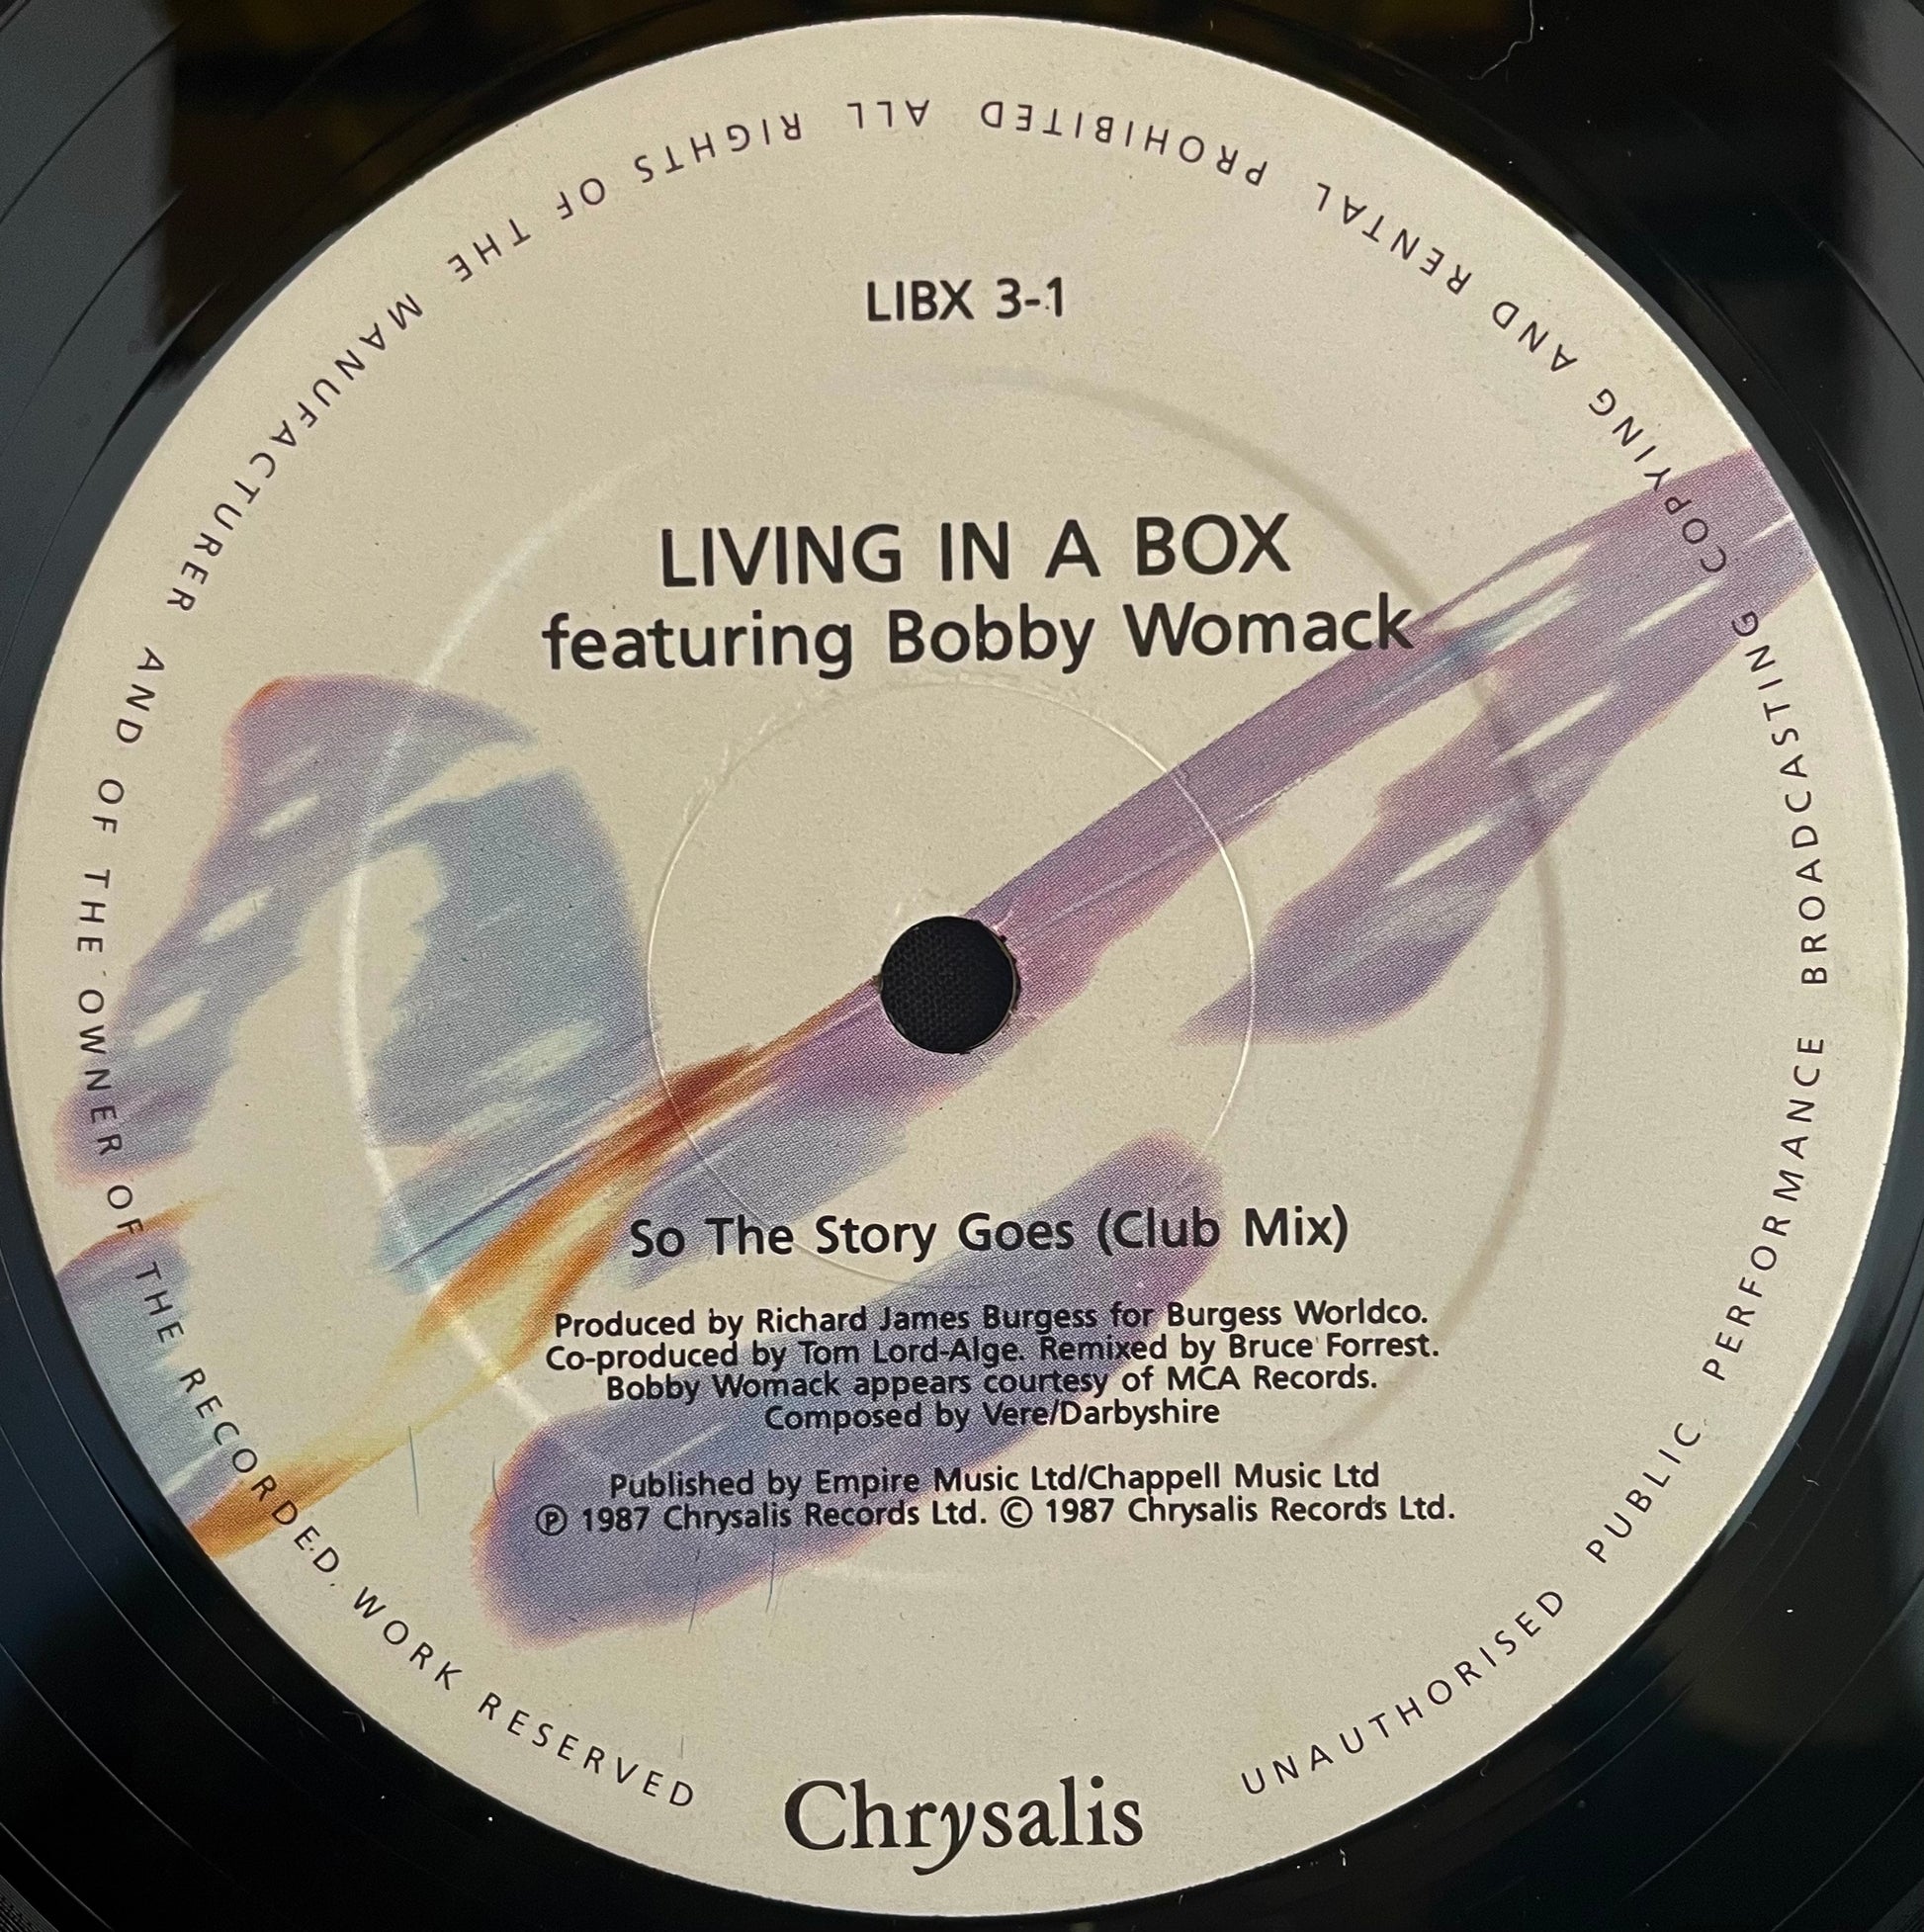 LIBX 3-1
LIVING IN A BOX
featuring Bobby Womack
So The Story Goes (Club Mix)
Produced by Richard James Burgess for Burgess Worldco.
Co-produced by Tom Lord-Alge. Remixed by Bruce Forrest.
Bobby Womack appears courtesy of MCA Records.
Composed by Vere/Darbyshire
Published by Empire Music Ltd/Chappell Music Ltd
℗ 1987 Chrysalis Records Ltd. © 1987 Chrysalis Records Ltd.
Chrysalis
UNAUTHORISED PUBLIC PERFORMANCE BROADCASTING COPYING AND RENTAL PROHIBITED ALL RIGHTS OF THE MANUFACTURER AND OF THE OWNER OF THE RECORDED WORK RESERVED